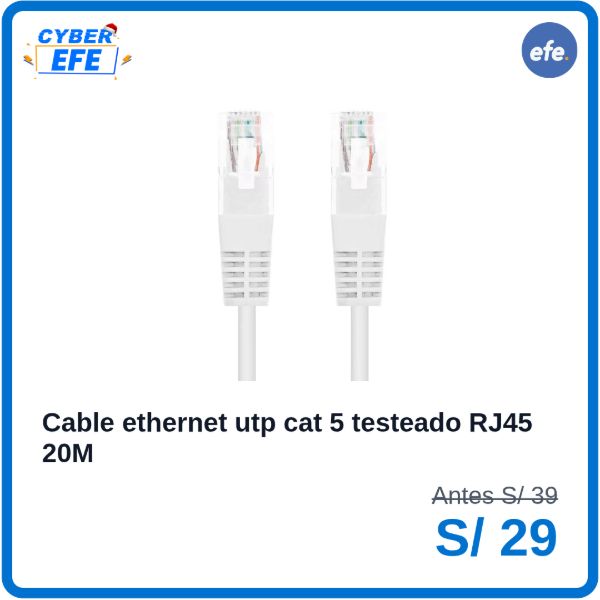 CYBER
EFE
efe.
Cable ethernet utp cat 5 testeado RJ45
20M
Antes S/ 39
S/ 29